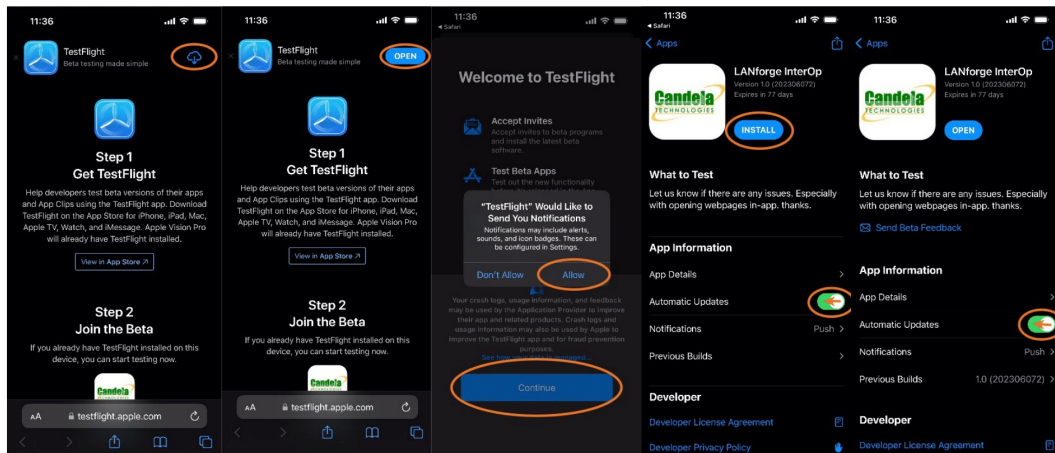 11:36
×
TestFlight
Beta testing made simple
Step 1
Get TestFlight
Help developers test beta versions of their apps
and App Clips using the TestFlight app. Download
TestFlight on the App Store for iPhone, iPad, Mac,
Apple TV, Watch, and iMessage. Apple Vision Pro
will already have TestFlight installed.
View in App Store ↗
Step 2
Join the Beta
If you already have TestFlight installed on this
device, you can start testing now.
Candela
TECHNOLOGIES
AA
testflight.apple.com
11:36
×
TestFlight
Beta testing made simple
OPEN
Step 1
Get TestFlight
Help developers test beta versions of their apps
and App Clips using the TestFlight app. Download
TestFlight on the App Store for iPhone, iPad, Mac,
Apple TV, Watch, and iMessage. Apple Vision Pro
will already have TestFlight installed.
View in App Store ↗
Step 2
Join the Beta
If you already have TestFlight installed on this
device, you can start testing now.
Candela
TECHNOLOGIES
AA
testflight.apple.com
11:36
Safari
Welcome to TestFlight
Accept Invites
Accept invites to beta programs
and install the latest beta
software.
Test Beta Apps
Test out the new functionality
"TestFlight" Would Like to
Send You Notifications
Notifications may include alerts,
sounds, and icon badges. These can
be configured in Settings.
Don't Allow
Allow
Your crash logs, usage information, and feedback
may be used by the Application Provider to improve
their app and related products. Crash logs and
usage information may also be used by Apple to
improve the TestFlight app and for fraud prevention
purposes.
See how your data is managed...
Continue
11:36
Safari
Apps
Candela
TECHNOLOGIES
LANforge InterOp
Version 1.0 (202306072)
Expires in 77 days
INSTALL
What to Test
Let us know if there are any issues. Especially
with opening webpages in-app. thanks.
App Information
App Details
Automatic Updates
Notifications
Push
Previous Builds
Developer
Developer License Agreement
Developer Privacy Policy
11:36
Apps
Candela
TECHNOLOGIES
LANforge InterOp
Version 1.0 (202306072)
Expires in 77 days
OPEN
What to Test
Let us know if there are any issues. Especially
with opening webpages in-app. thanks.
Send Beta Feedback
App Information
App Details
Automatic Updates
Notifications
Push
Previous Builds
1.0 (202306072)
Developer
Developer License Agreement